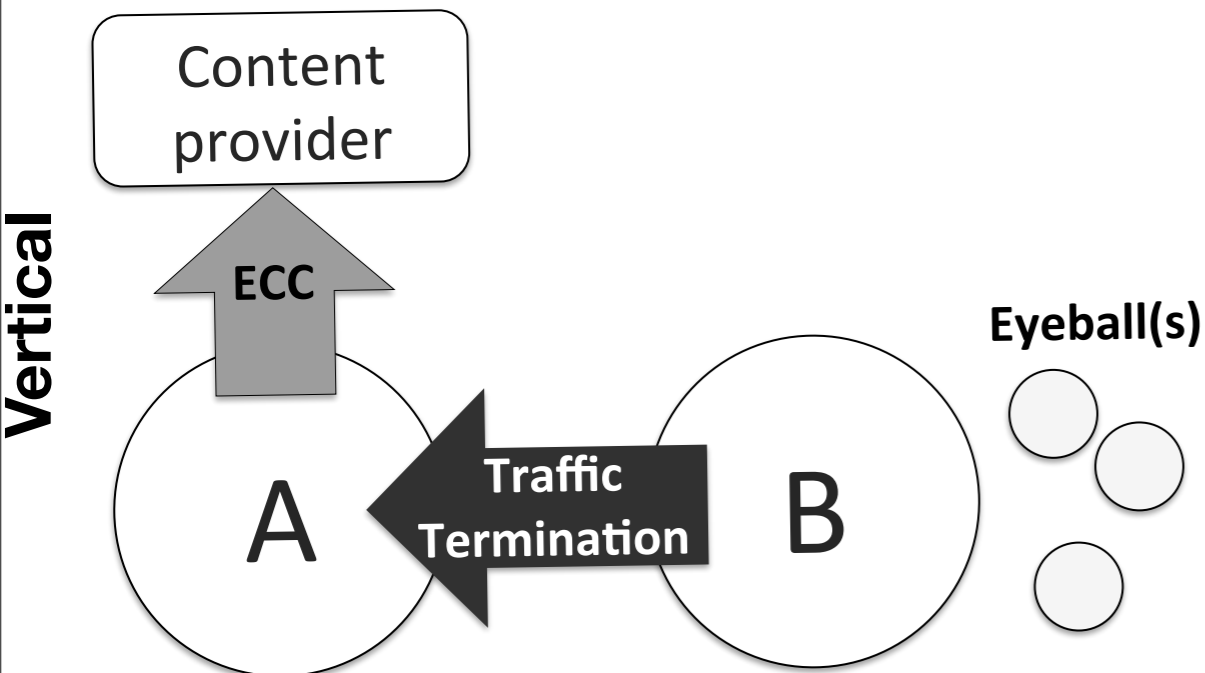 Content
provider
Vertical
ECC
Eyeball(s)
A
Traffic
Termination
B